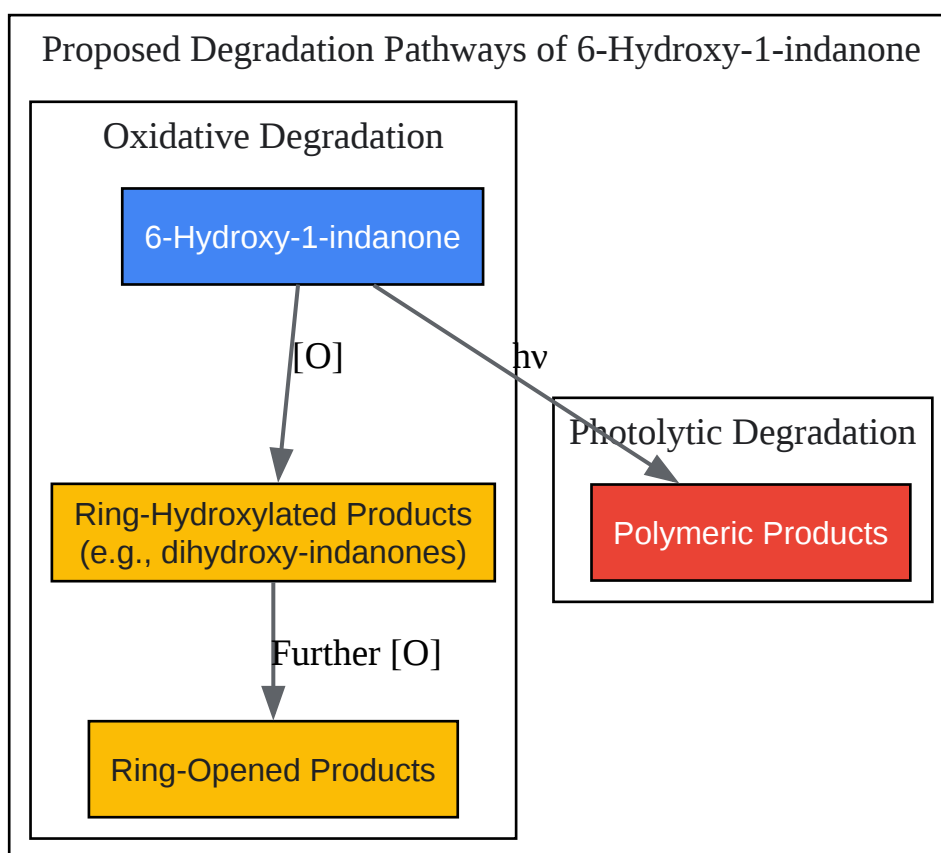 Proposed Degradation Pathways of 6-Hydroxy-1-indanone
Oxidative Degradation
6-Hydroxy-1-indanone
[O]
hν
Photolytic Degradation
Ring-Hydroxylated Products
(e.g., dihydroxy-indanones)
Polymeric Products
Further [O]
Ring-Opened Products